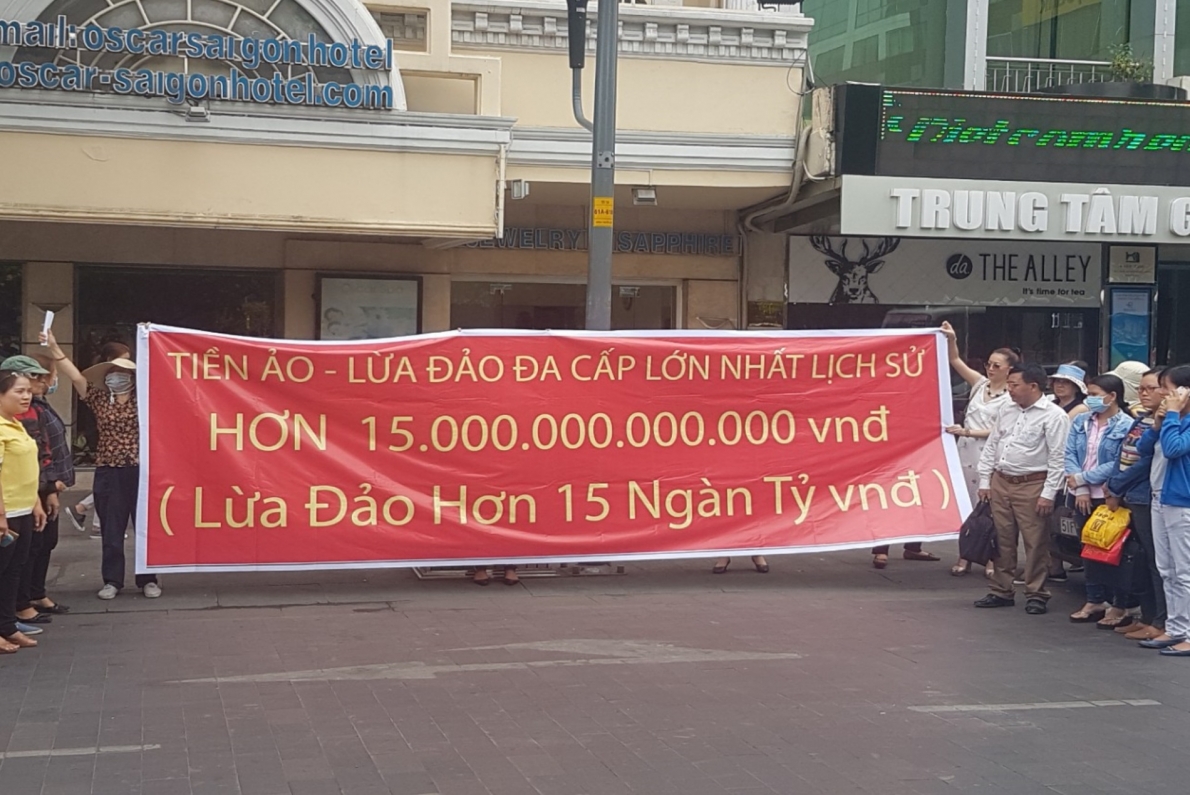 mail: oscarsaigonhotel
oscar-saigonhotel.com
TRUNG TÂM
JEWELRY SAPPHIRE
da THE ALLEY
It's time for tea
TIỀN ẢO - LỪA ĐẢO ĐA CẤP LỚN NHẤT LỊCH SỬ
HƠN 15.000.000.000.000 vnđ
( Lừa Đảo Hơn 15 Ngàn Tỷ vnđ )